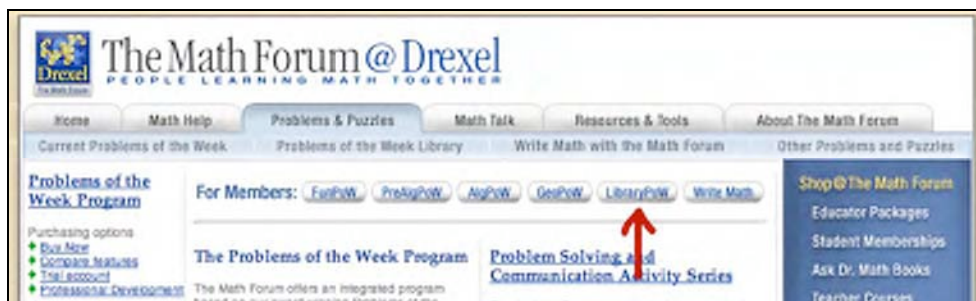 Drexel
The Math Forum
The Math Forum @ Drexel
PEOPLE LEARNING MATH TOGETHER
Home Math Help Problems & Puzzles Math Talk Resources & Tools About The Math Forum
Current Problems of the Week Problems of the Week Library Write Math with the Math Forum Other Problems and Puzzles
Problems of the
Week Program
Purchasing options
Buy Now
Compare features
Trial account
Professional Development
For Members: FunPoW PreAlgPoW AlgPoW GeoPoW LibraryPoW Write Math
The Problems of the Week Program
The Math Forum offers an integrated program
Problem Solving and
Communication Activity Series
Shop@The Math Forum
Educator Packages
Student Memberships
Ask Dr. Math Books
Teacher Courses